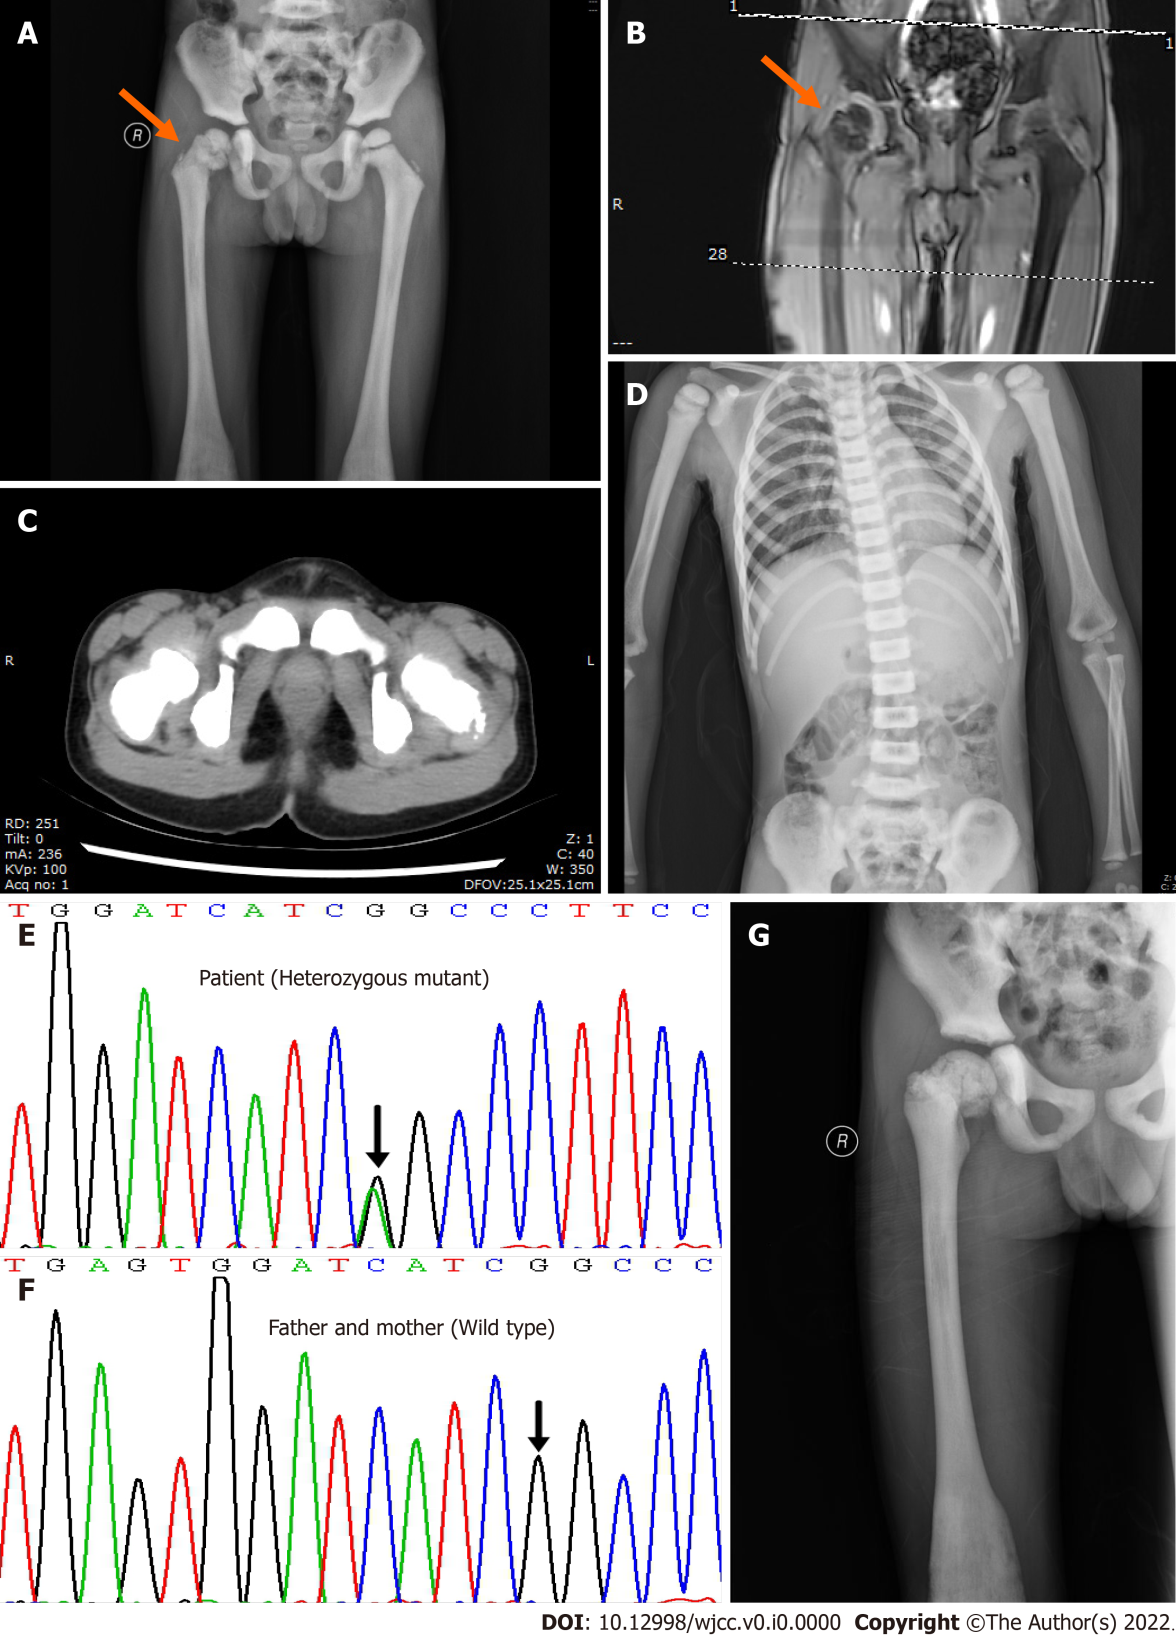 A
R
B
1
1
R
28
---
C
R
L
RD: 251
Tilt: 0
mA: 236
KVp: 100
Acq no: 1
Z: 1
C: 40
W: 350
DFOV:25.1x25.1cm
D
T G G A T C A T C G G C C C T T C C
E
Patient (Heterozygous mutant)
T G A G T G G A T C A T C G G C C C
F
Father and mother (Wild type)
G
R
DOI: 10.12998/wjcc.v0.i0.0000 Copyright ©The Author(s) 2022.